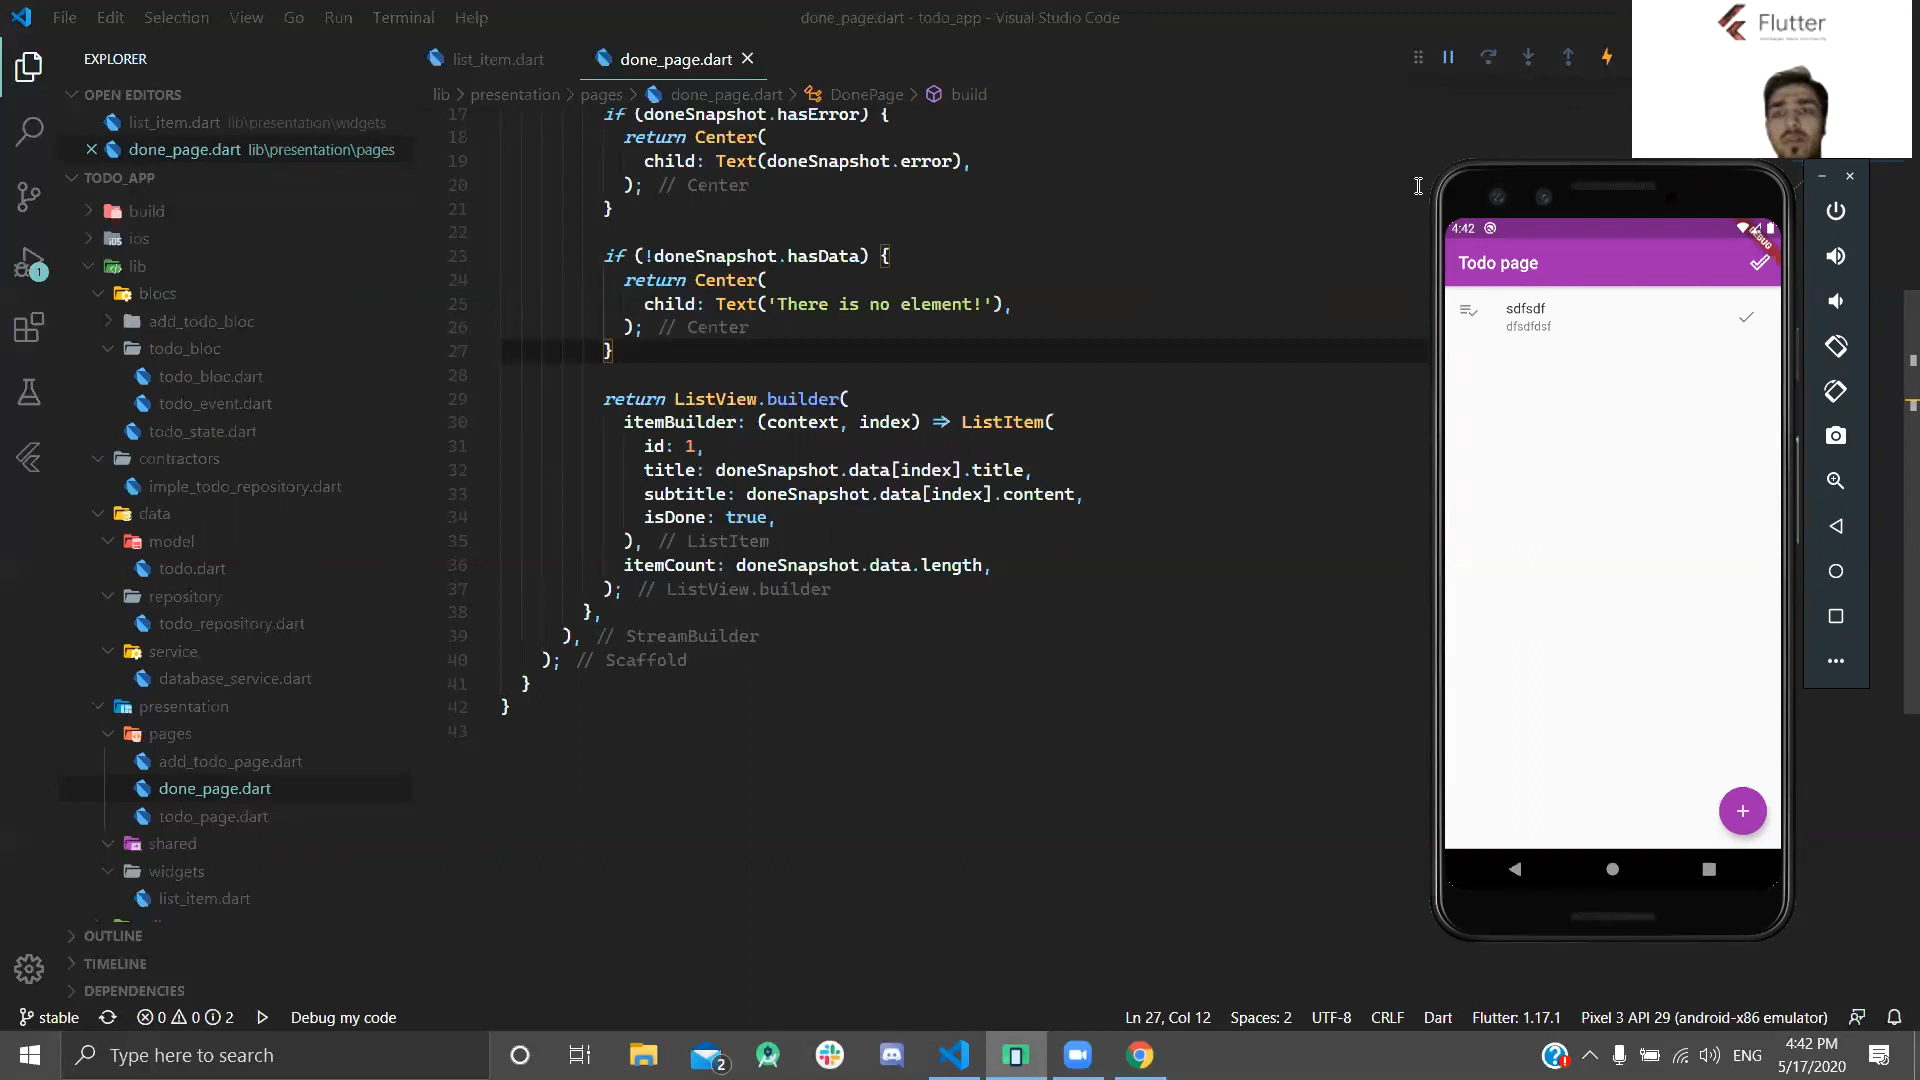 File Edit Selection View Go Run Terminal Help
done_page.dart - todo_app - Visual Studio Code
Flutter
EXPLORER
list_item.dart
done_page.dart
OPEN EDITORS
list_item.dart lib\presentation\widgets
done_page.dart lib\presentation\pages
TODO_APP
build
ios
lib
blocs
add_todo_bloc
todo_bloc
todo_bloc.dart
todo_event.dart
todo_state.dart
contractors
imple_todo_repository.dart
data
model
todo.dart
repository
todo_repository.dart
service
database_service.dart
presentation
pages
add_todo_page.dart
done_page.dart
todo_page.dart
shared
widgets
list_item.dart
OUTLINE
TIMELINE
DEPENDENCIES
1
lib > presentation > pages > done_page.dart > DonePage > build
17 if (doneSnapshot.hasError) {
18 return Center(
19 child: Text(doneSnapshot.error),
20 ); // Center
21 }
22
23 if (!doneSnapshot.hasData) {
24 return Center(
25 child: Text('There is no element!'),
26 ); // Center
27 }
28
29 return ListView.builder(
30 itemBuilder: (context, index) => ListItem(
31 id: 1,
32 title: doneSnapshot.data[index].title,
33 subtitle: doneSnapshot.data[index].content,
34 isDone: true,
35 ), // ListItem
36 itemCount: doneSnapshot.data.length,
37 ); // ListView.builder
38 },
39 ), // StreamBuilder
40 ); // Scaffold
41 }
42 }
43
4:42
DEBUG
Todo page
sdfsdf
dfsdfdsf
stable 0 0 2 Debug my code
Ln 27, Col 12 Spaces: 2 UTF-8 CRLF Dart Flutter: 1.17.1 Pixel 3 API 29 (android-x86 emulator)
Type here to search
2
ENG
4:42 PM
5/17/2020